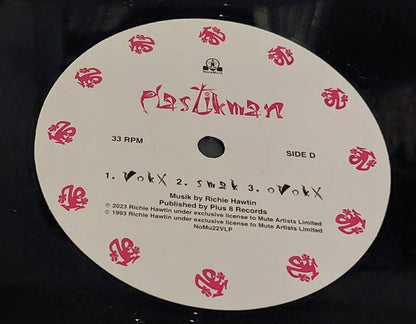 NovaMute
plastikman
33 RPM
SIDE D
1. VokX 2. smak 3. oVokX
Musik by Richie Hawtin
Published by Plus 8 Records
℗ 2023 Richie Hawtin under exclusive license to Mute Artists Limited
© 1993 Richie Hawtin under exclusive license to Mute Artists Limited
NoMu22VLP